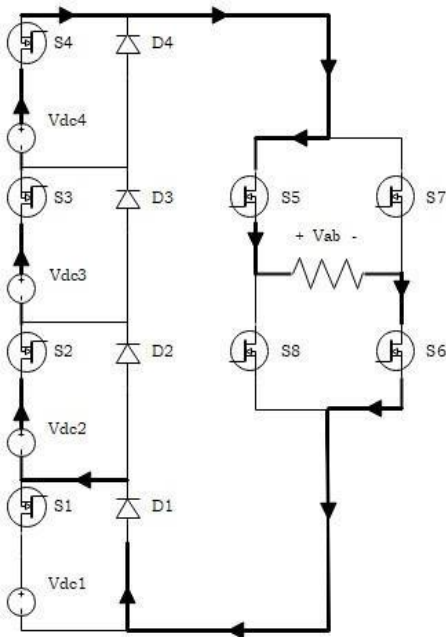 S4 D4
Vdc4
S3 D3 S5 S7
+ Vab -
Vdc3
S2 D2 S8 S6
Vdc2
S1 D1
Vdc1